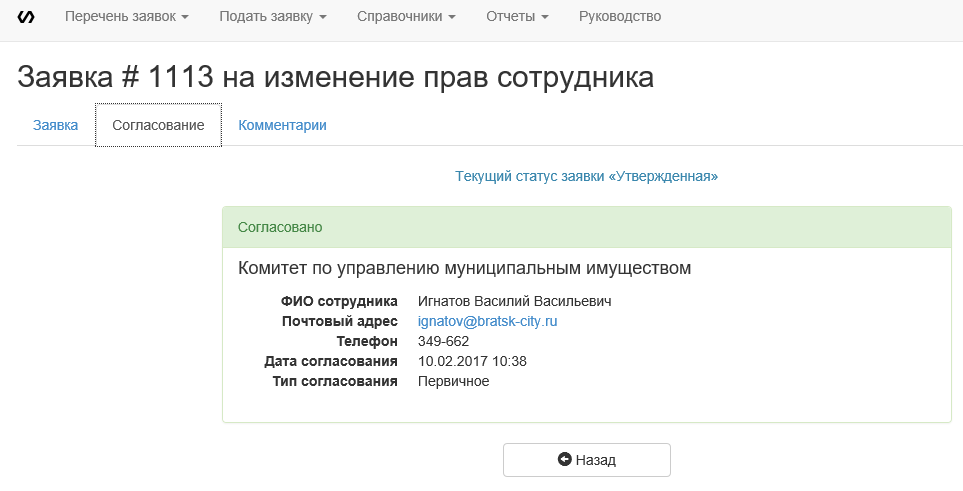 Перечень заявок Подать заявку Справочники Отчеты Руководство
Заявка # 1113 на изменение прав сотрудника
Заявка Согласование Комментарии
Текущий статус заявки «Утвержденная»
Согласовано
Комитет по управлению муниципальным имуществом
ФИО сотрудника Игнатов Василий Васильевич
Почтовый адрес ignatov@bratsk-city.ru
Телефон 349-662
Дата согласования 10.02.2017 10:38
Тип согласования Первичное
Назад